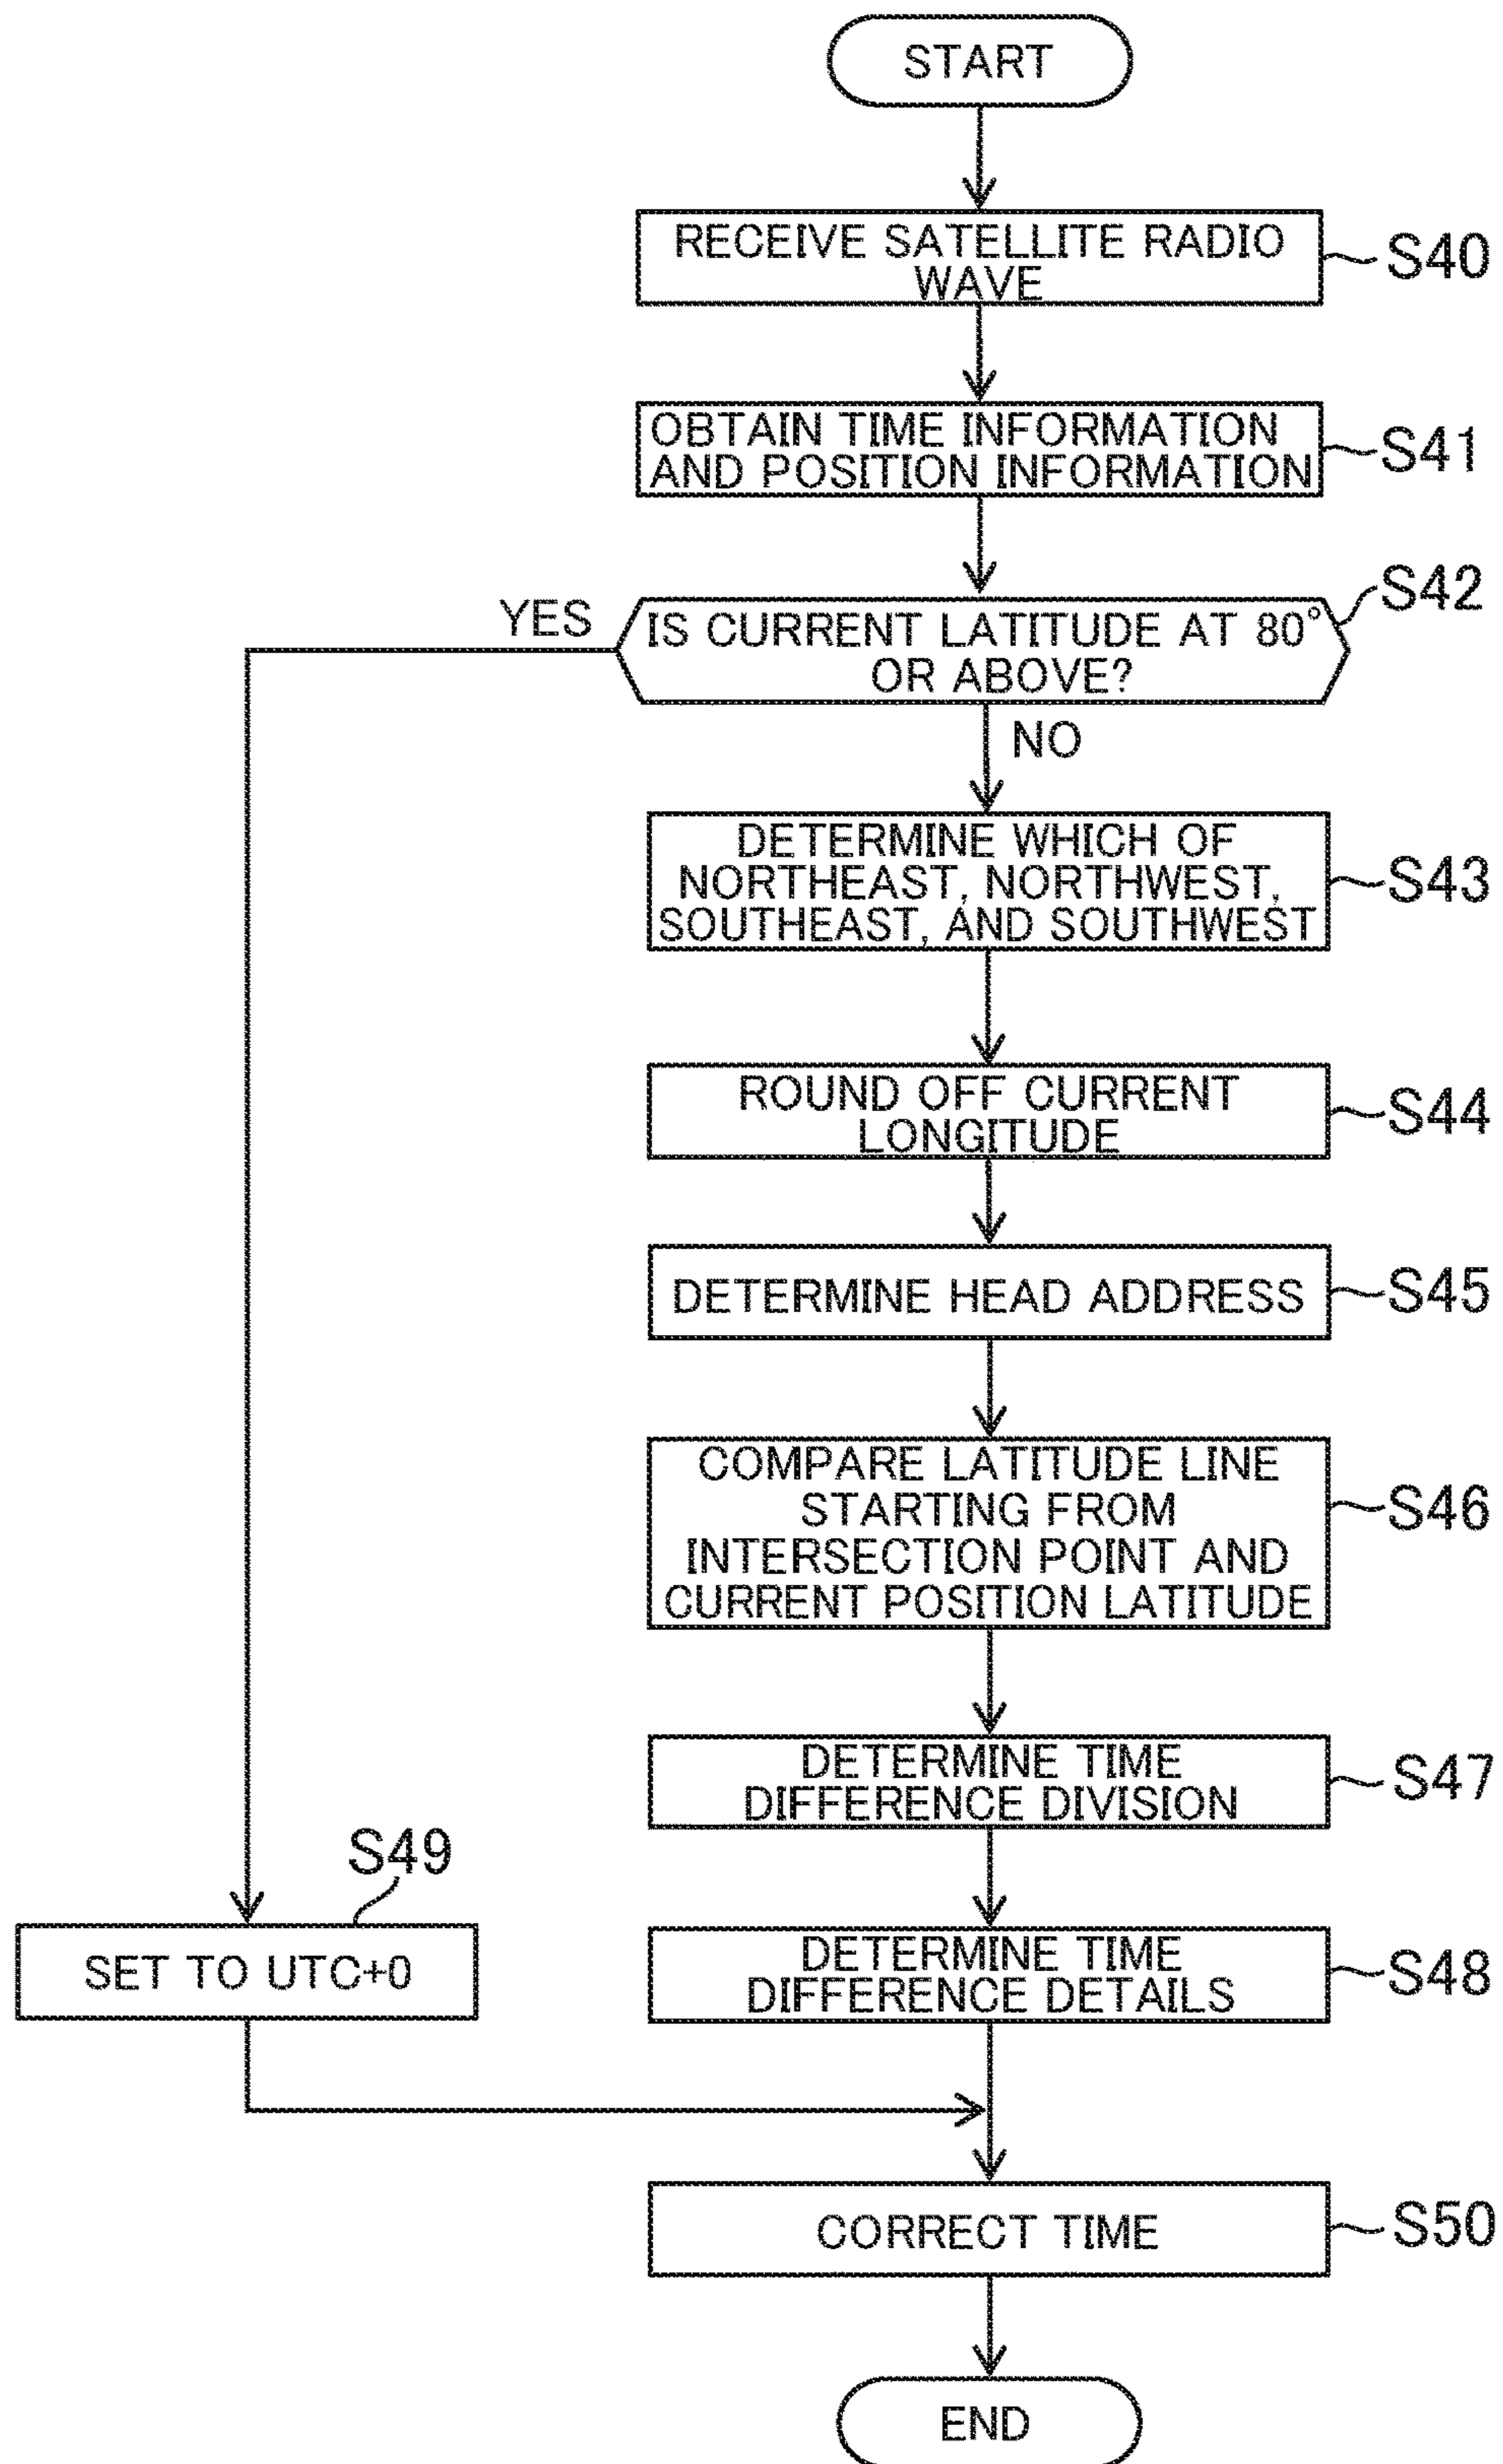 START
RECEIVE SATELLITE RADIO
WAVE
S40
OBTAIN TIME INFORMATION
AND POSITION INFORMATION
S41
S42
YES
IS CURRENT LATITUDE AT 80°
OR ABOVE?
NO
DETERMINE WHICH OF
NORTHEAST, NORTHWEST,
SOUTHEAST, AND SOUTHWEST
S43
ROUND OFF CURRENT
LONGITUDE
S44
DETERMINE HEAD ADDRESS
S45
COMPARE LATITUDE LINE
STARTING FROM
INTERSECTION POINT AND
CURRENT POSITION LATITUDE
S46
DETERMINE TIME
DIFFERENCE DIVISION
S47
S49
SET TO UTC+0
DETERMINE TIME
DIFFERENCE DETAILS
S48
CORRECT TIME
S50
END